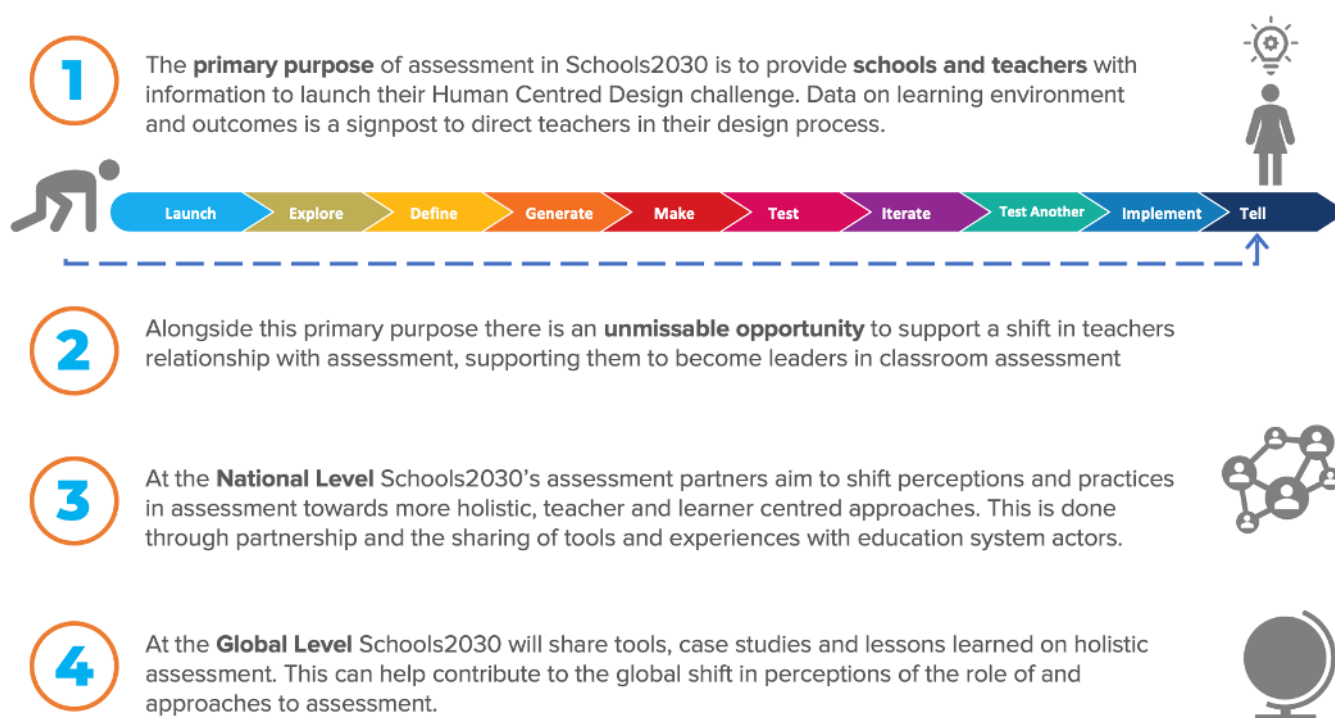 1
The primary purpose of assessment in Schools2030 is to provide schools and teachers with
information to launch their Human Centred Design challenge. Data on learning environment
and outcomes is a signpost to direct teachers in their design process.
Launch
Explore
Define
Generate
Make
Test
Iterate
Test Another
Implement
Tell
2
Alongside this primary purpose there is an unmissable opportunity to support a shift in teachers
relationship with assessment, supporting them to become leaders in classroom assessment
3
At the National Level Schools2030's assessment partners aim to shift perceptions and practices
in assessment towards more holistic, teacher and learner centred approaches. This is done
through partnership and the sharing of tools and experiences with education system actors.
4
At the Global Level Schools2030 will share tools, case studies and lessons learned on holistic
assessment. This can help contribute to the global shift in perceptions of the role of and
approaches to assessment.